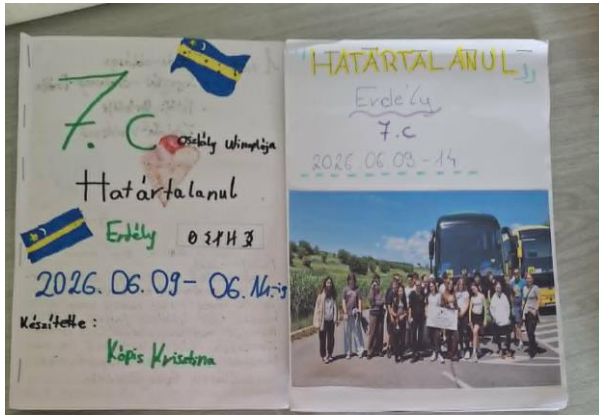 7. C osztály útinaplója
Határtalanul
Erdély
2026. 06. 09 - 06. 14.-ig
Készítette:
Kópis Krisztina
"HATÁRTALANUL"
Erdély
7.c
2026.06.09-14.